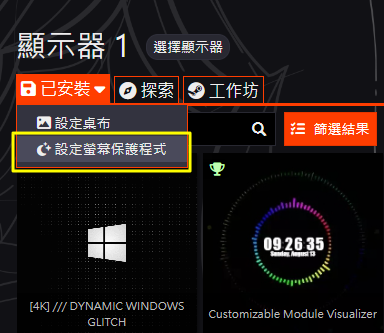 顯示器 1 選擇顯示器
已安裝 探索 工作坊
設定桌布
篩選結果
設定螢幕保護程式
09 26 35
Sunday, August 13
[4K] /// DYNAMIC WINDOWS
GLITCH
Customizable Module Visualizer